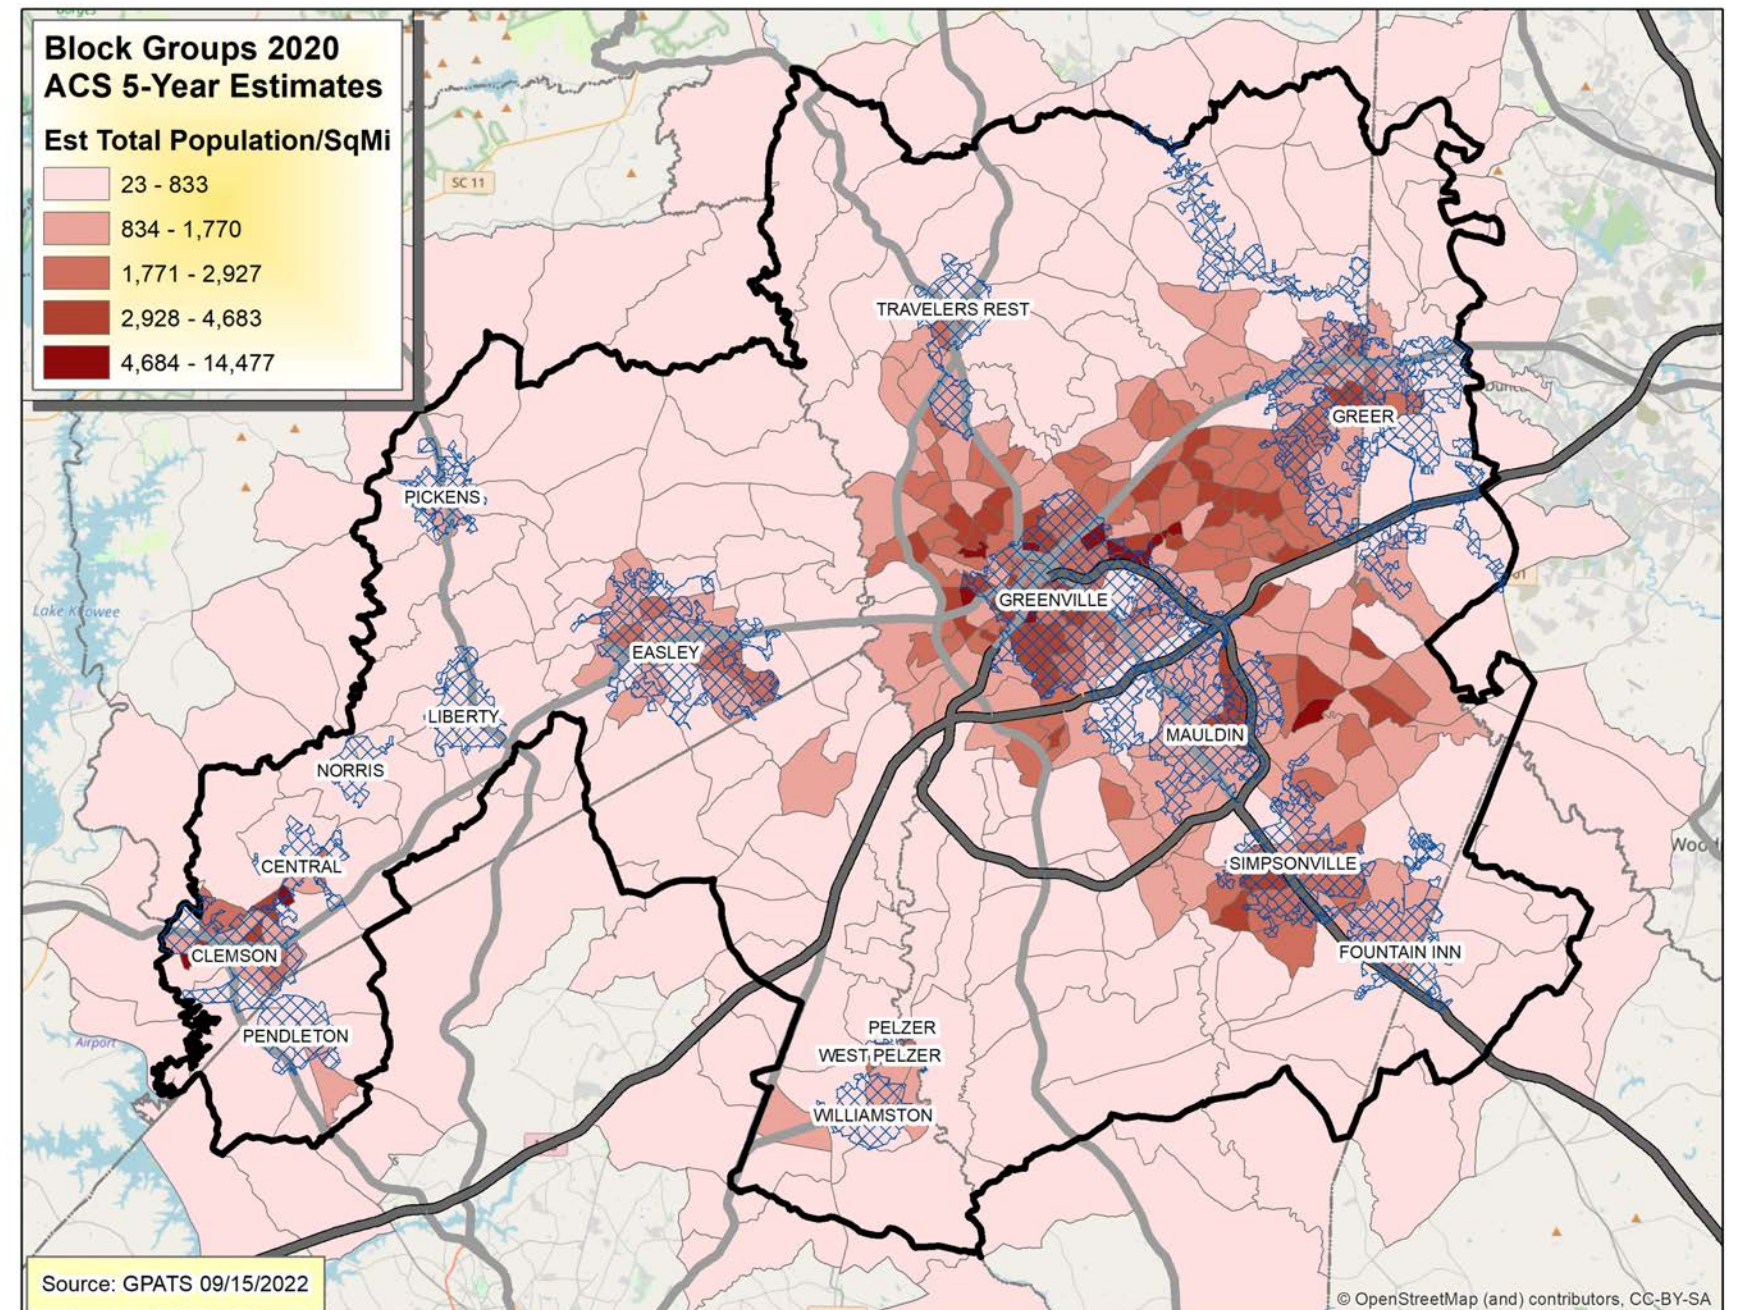 Block Groups 2020
ACS 5-Year Estimates
Est Total Population/SqMi
23 - 833
834 - 1,770
1,771 - 2,927
2,928 - 4,683
4,684 - 14,477
SC 11
TRAVELERS REST
GREER
PICKENS
GREENVILLE
EASLEY
LIBERTY
MAULDIN
NORRIS
CENTRAL
SIMPSONVILLE
CLEMSON
FOUNTAIN INN
PENDLETON
Airport
PELZER
WEST PELZER
WILLIAMSTON
Source: GPATS 09/15/2022
© OpenStreetMap (and) contributors, CC-BY-SA